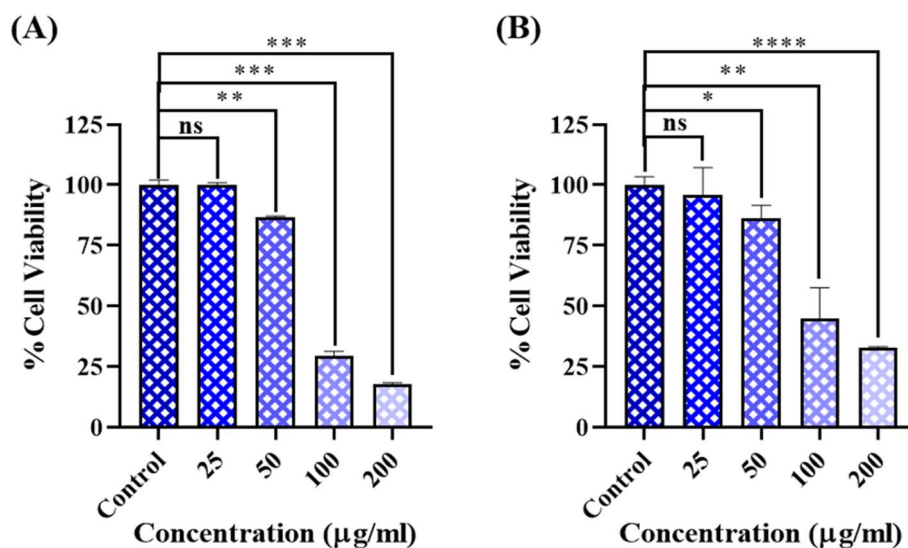 (A)
***
***
**
ns
125
100
75
50
25
0
% Cell Viability
Control
25
50
100
200
Concentration (µg/ml)
(B)
****
**
*
ns
125
100
75
50
25
0
% Cell Viability
Control
25
50
100
200
Concentration (µg/ml)